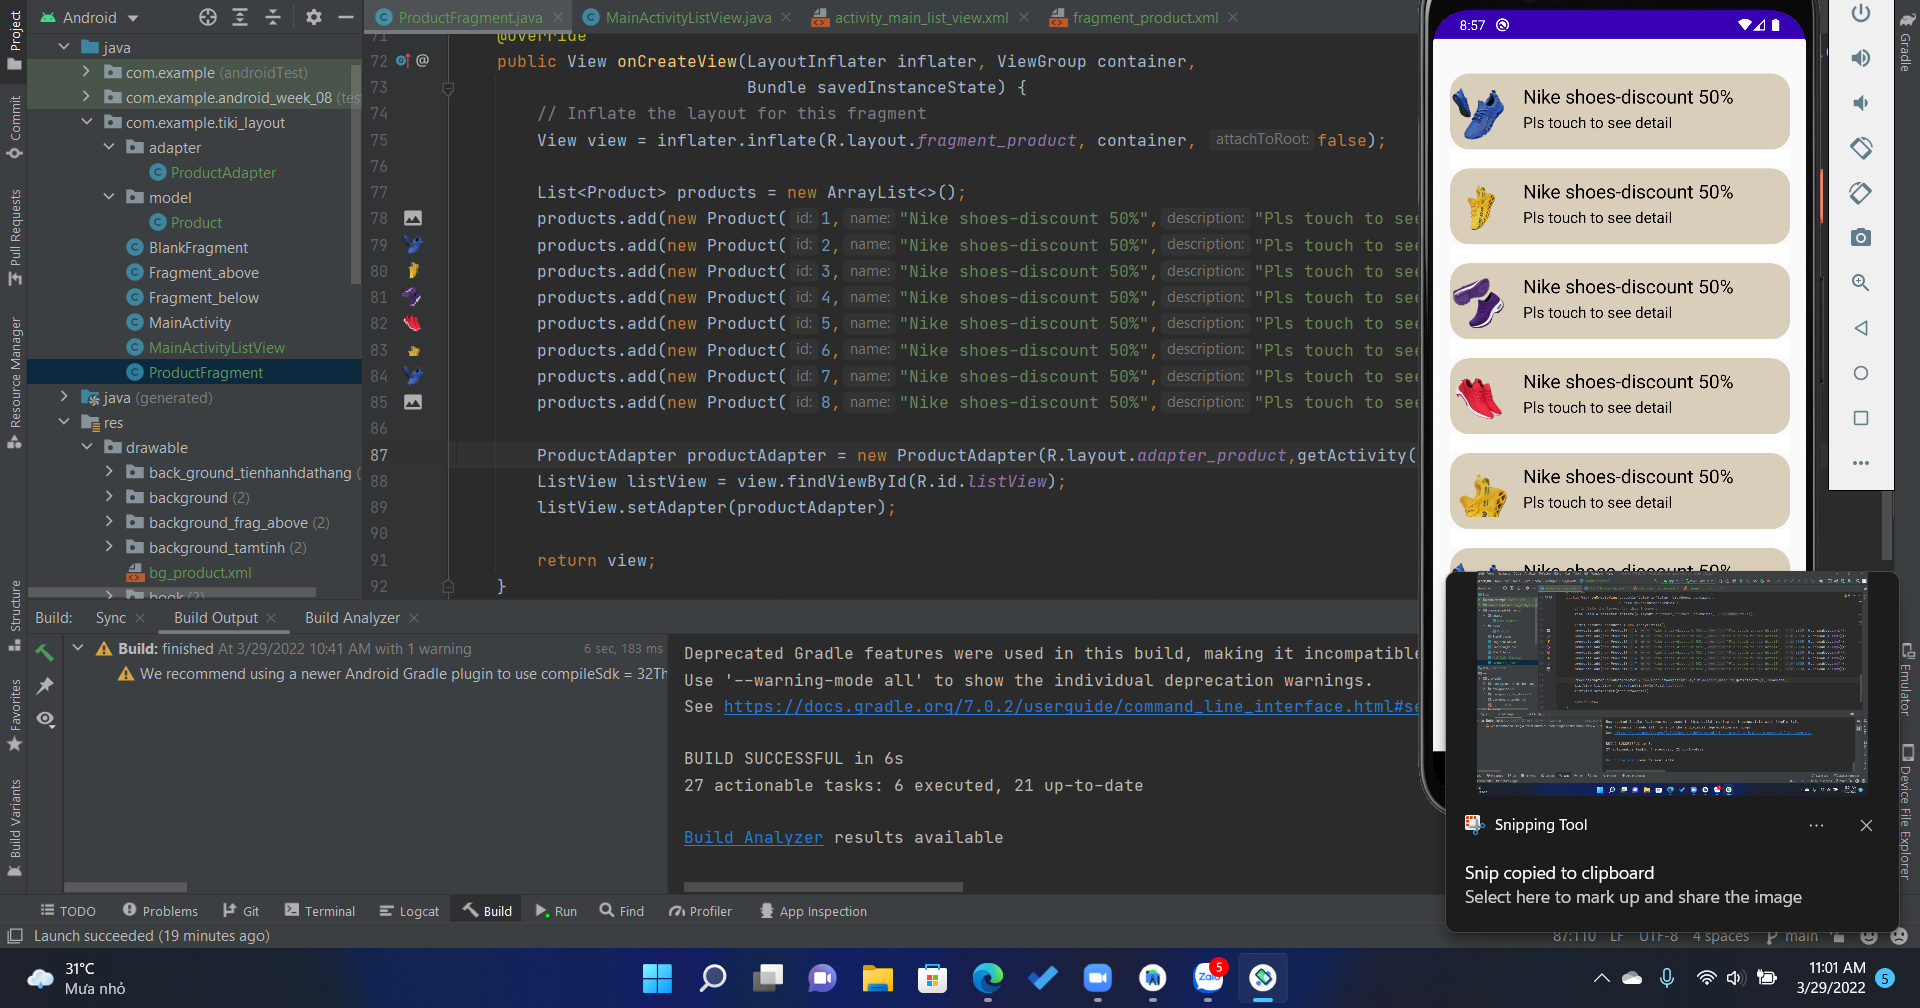 Android
ProductFragment.java
MainActivityListView.java
activity_main_list_view.xml
fragment_product.xml
Project
Commit
Pull Requests
Resource Manager
Structure
Favorites
Build Variants
java
com.example (androidTest)
com.example.android_week_08 (tes
com.example.tiki_layout
adapter
ProductAdapter
model
Product
BlankFragment
Fragment_above
Fragment_below
MainActivity
MainActivityListView
ProductFragment
java (generated)
res
drawable
back_ground_tienhanhdathang (
background (2)
background_frag_above (2)
background_tamtinh (2)
bg_product.xml
book (2)
71 @Override
72 public View onCreateView(LayoutInflater inflater, ViewGroup container,
73 Bundle savedInstanceState) {
74 // Inflate the layout for this fragment
75 View view = inflater.inflate(R.layout.fragment_product, container, attachToRoot: false);
76
77 List<Product> products = new ArrayList<>();
78 products.add(new Product( id: 1, name: "Nike shoes-discount 50%", description: "Pls touch to see
79 products.add(new Product( id: 2, name: "Nike shoes-discount 50%", description: "Pls touch to see
80 products.add(new Product( id: 3, name: "Nike shoes-discount 50%", description: "Pls touch to see
81 products.add(new Product( id: 4, name: "Nike shoes-discount 50%", description: "Pls touch to see
82 products.add(new Product( id: 5, name: "Nike shoes-discount 50%", description: "Pls touch to see
83 products.add(new Product( id: 6, name: "Nike shoes-discount 50%", description: "Pls touch to see
84 products.add(new Product( id: 7, name: "Nike shoes-discount 50%", description: "Pls touch to see
85 products.add(new Product( id: 8, name: "Nike shoes-discount 50%", description: "Pls touch to see
86
87 ProductAdapter productAdapter = new ProductAdapter(R.layout.adapter_product,getActivity(
88 ListView listView = view.findViewById(R.id.listView);
89 listView.setAdapter(productAdapter);
90
91 return view;
92 }
8:57
Nike shoes-discount 50%
Pls touch to see detail
Nike shoes-discount 50%
Pls touch to see detail
Nike shoes-discount 50%
Pls touch to see detail
Nike shoes-discount 50%
Pls touch to see detail
Nike shoes-discount 50%
Pls touch to see detail
Nike shoes-discount 50%
Gradle
Emulator
Device File Explorer
Build: Sync Build Output Build Analyzer
Build: finished At 3/29/2022 10:41 AM with 1 warning 6 sec, 183 ms
We recommend using a newer Android Gradle plugin to use compileSdk = 32Th
Deprecated Gradle features were used in this build, making it incompatible
Use '--warning-mode all' to show the individual deprecation warnings.
See https://docs.gradle.org/7.0.2/userguide/command_line_interface.html#se
BUILD SUCCESSFUL in 6s
27 actionable tasks: 6 executed, 21 up-to-date
Build Analyzer results available
Snipping Tool
Snip copied to clipboard
Select here to mark up and share the image
TODO Problems Git Terminal Logcat Build Run Find Profiler App Inspection
Launch succeeded (19 minutes ago)
87:110 LF UTF-8 4 spaces main
31°C
Mưa nhỏ
Zalo
5
11:01 AM
3/29/2022
5